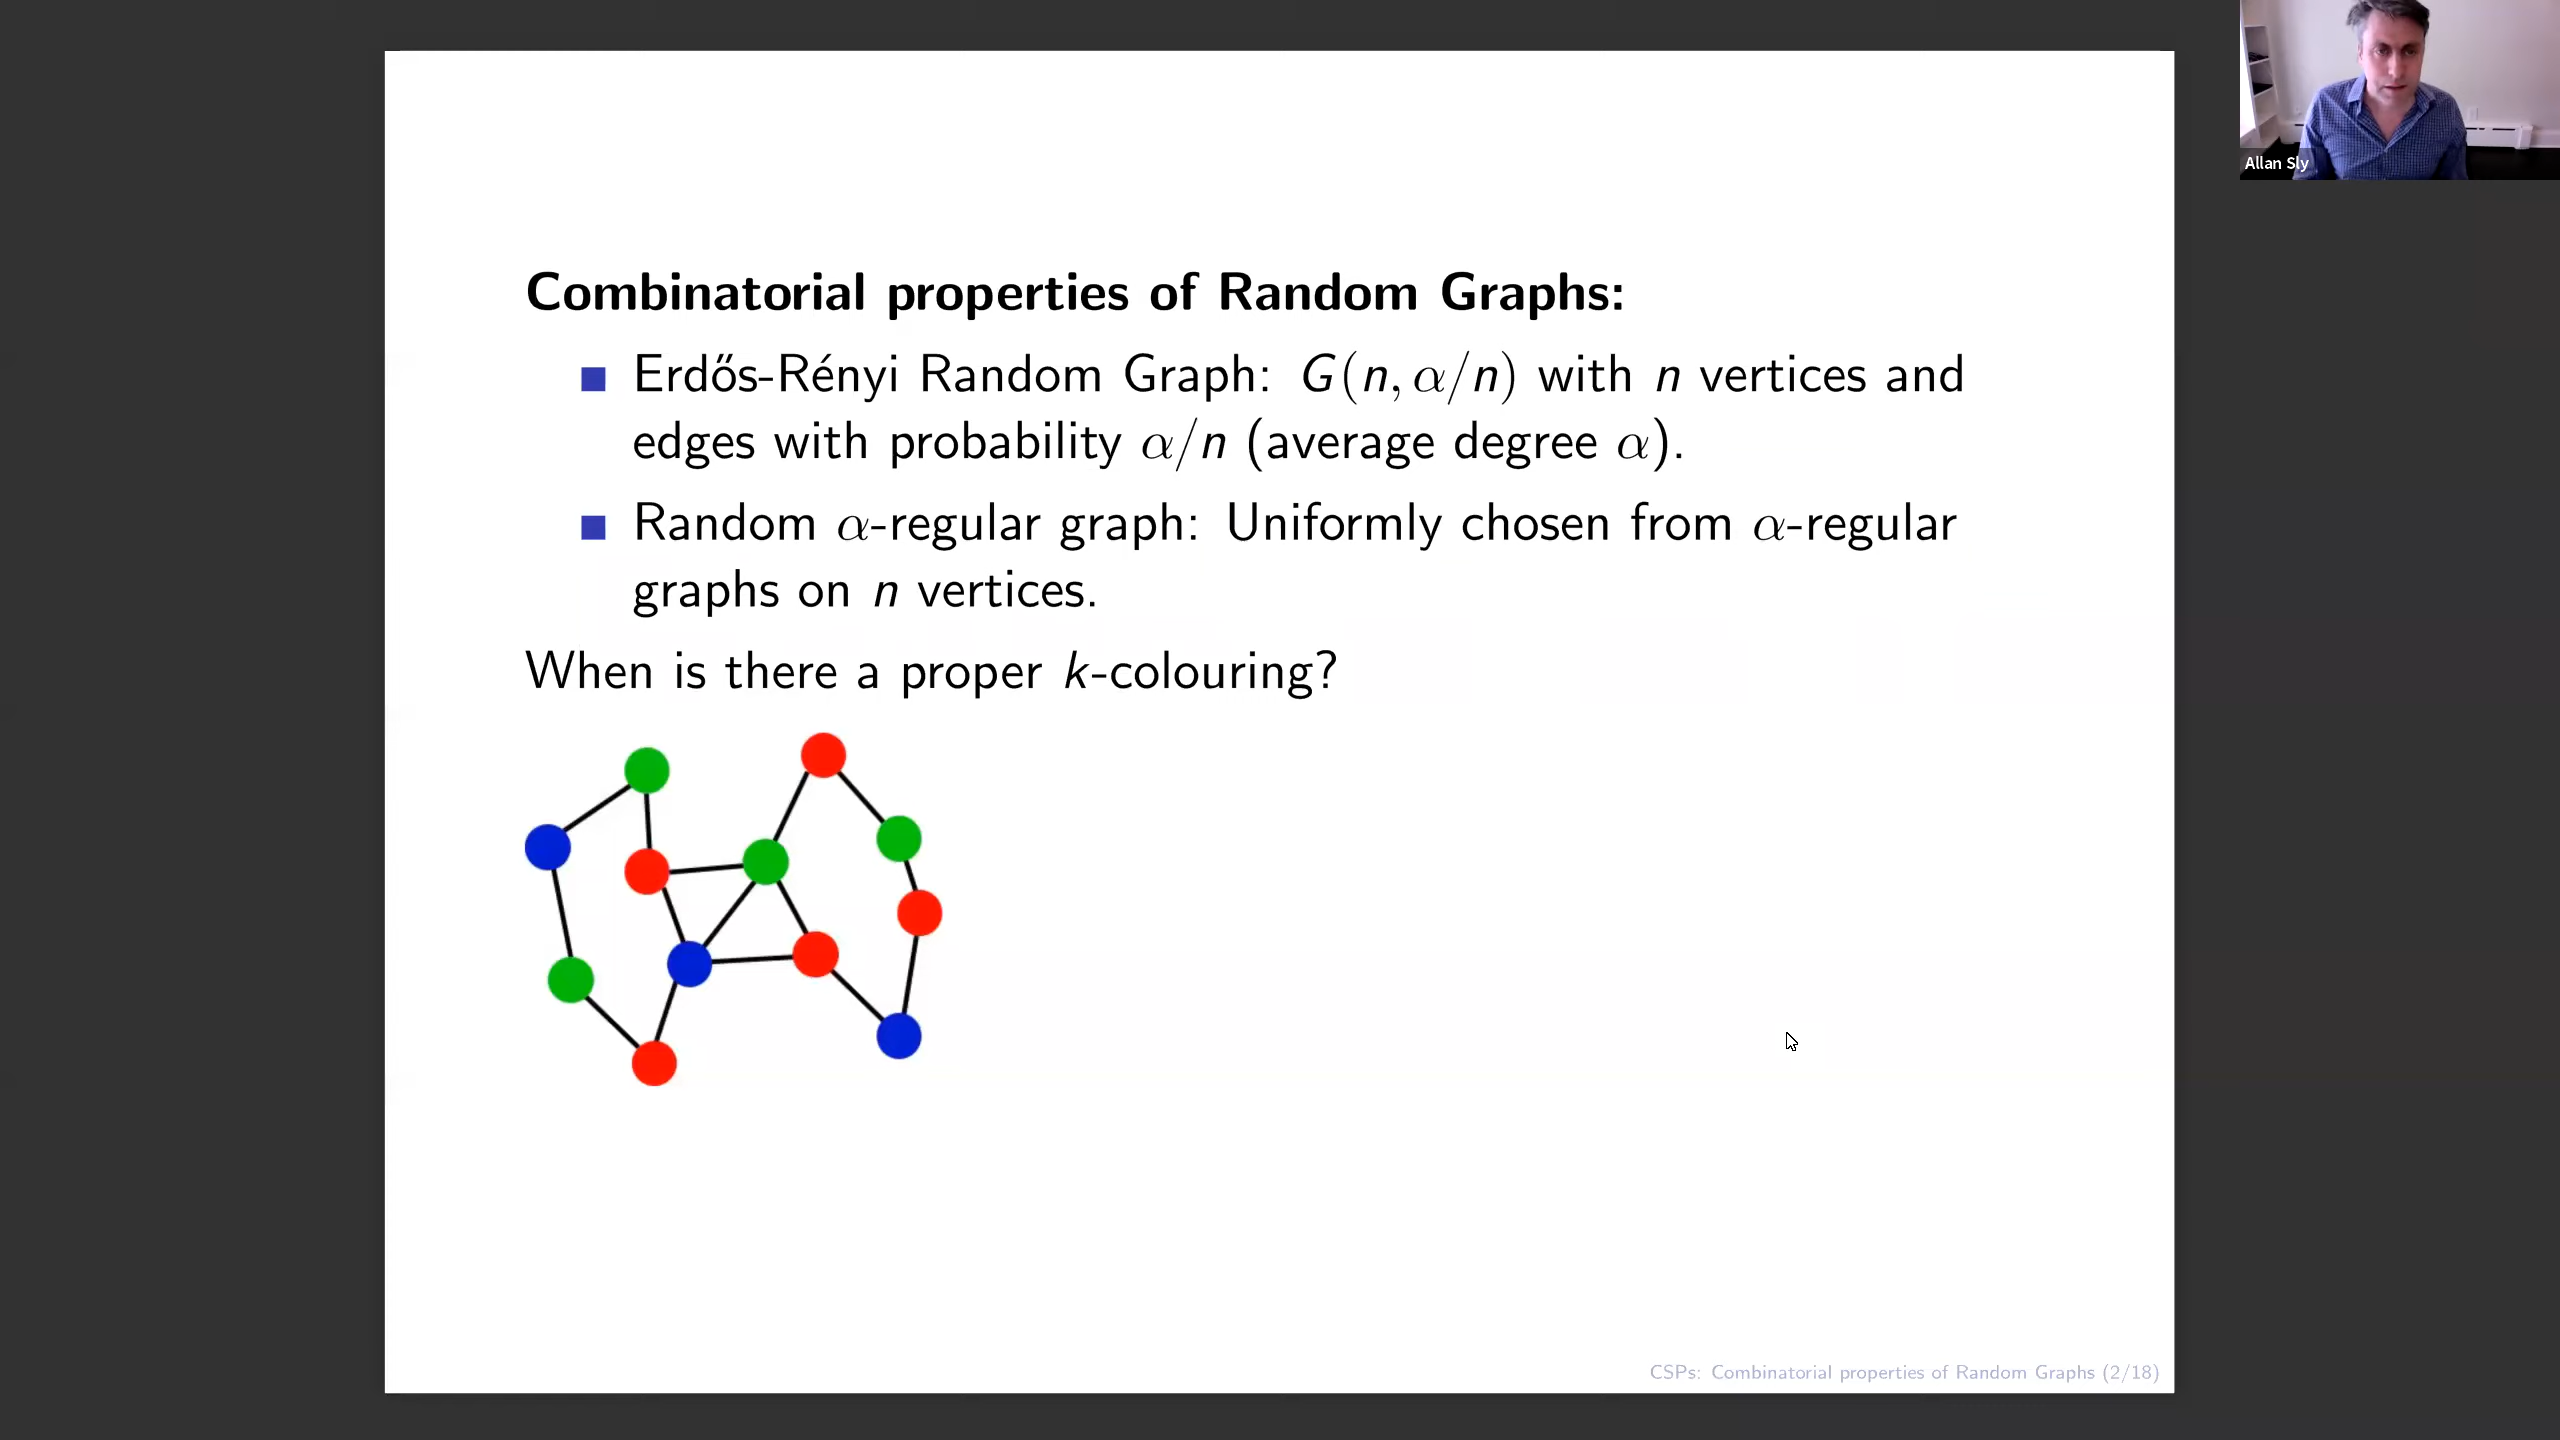 Allan Sly
Combinatorial properties of Random Graphs:
Erdős-Rényi Random Graph: G(n, α/n) with n vertices and
edges with probability α/n (average degree α).
Random α-regular graph: Uniformly chosen from α-regular
graphs on n vertices.
When is there a proper k-colouring?
CSPs: Combinatorial properties of Random Graphs (2/18)